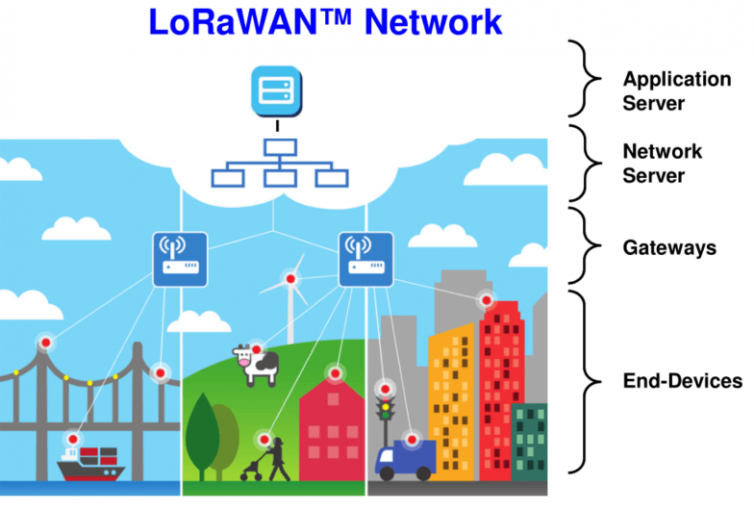 LoRaWAN™ Network
Application
Server
Network
Server
Gateways
End-Devices